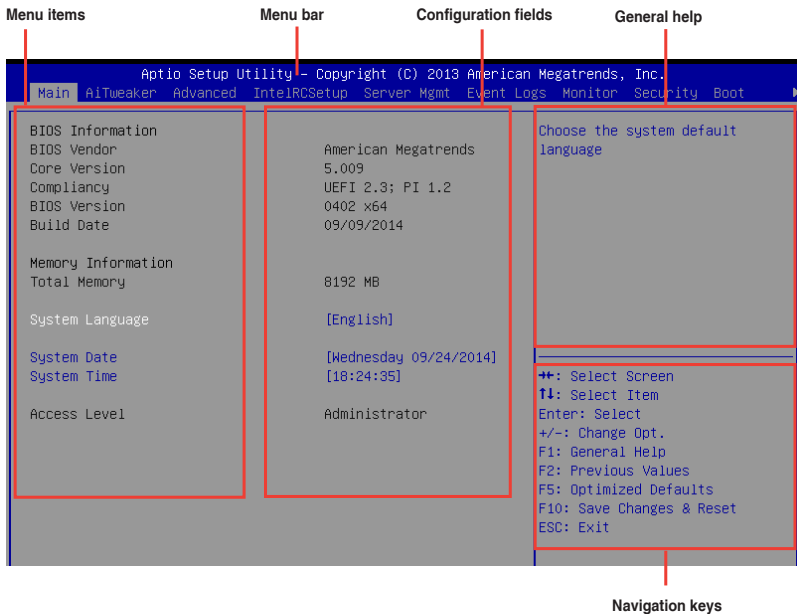 Menu items Menu bar Configuration fields General help
Aptio Setup Utility – Copyright (C) 2013 American Megatrends, Inc.
Main AiTweaker Advanced IntelRCSetup Server Mgmt Event Logs Monitor Security Boot
BIOS Information
BIOS Vendor American Megatrends
Core Version 5.009
Compliancy UEFI 2.3; PI 1.2
BIOS Version 0402 x64
Build Date 09/09/2014
Memory Information
Total Memory 8192 MB
System Language [English]
System Date [Wednesday 09/24/2014]
System Time [18:24:35]
Access Level Administrator
Choose the system default
language
→←: Select Screen
↑↓: Select Item
Enter: Select
+/-: Change Opt.
F1: General Help
F2: Previous Values
F5: Optimized Defaults
F10: Save Changes & Reset
ESC: Exit
Navigation keys